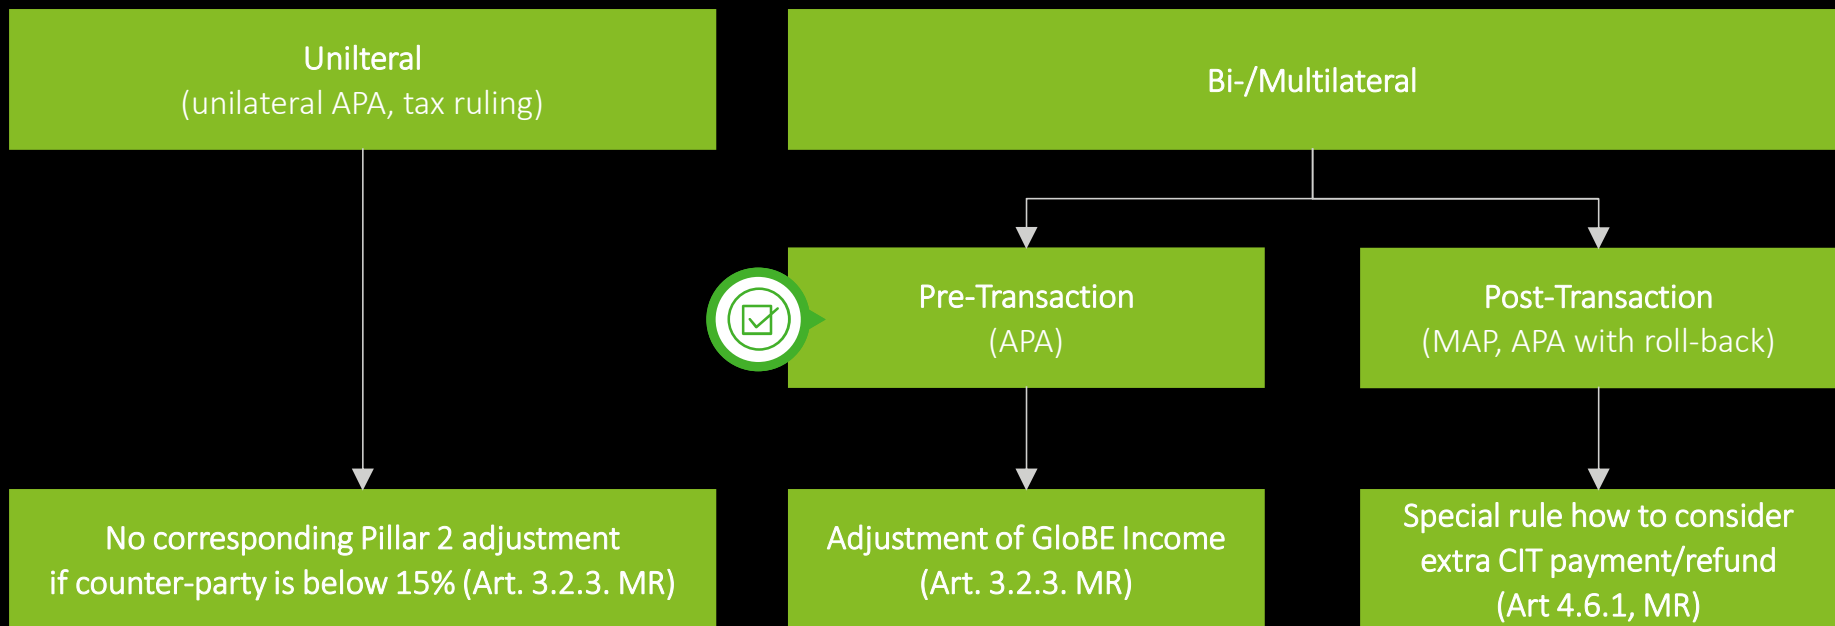 Unilteral
(unilateral APA, tax ruling)
Bi-/Multilateral
Pre-Transaction
(APA)
Post-Transaction
(MAP, APA with roll-back)
No corresponding Pillar 2 adjustment
if counter-party is below 15% (Art. 3.2.3. MR)
Adjustment of GloBE Income
(Art. 3.2.3. MR)
Special rule how to consider
extra CIT payment/refund
(Art 4.6.1, MR)